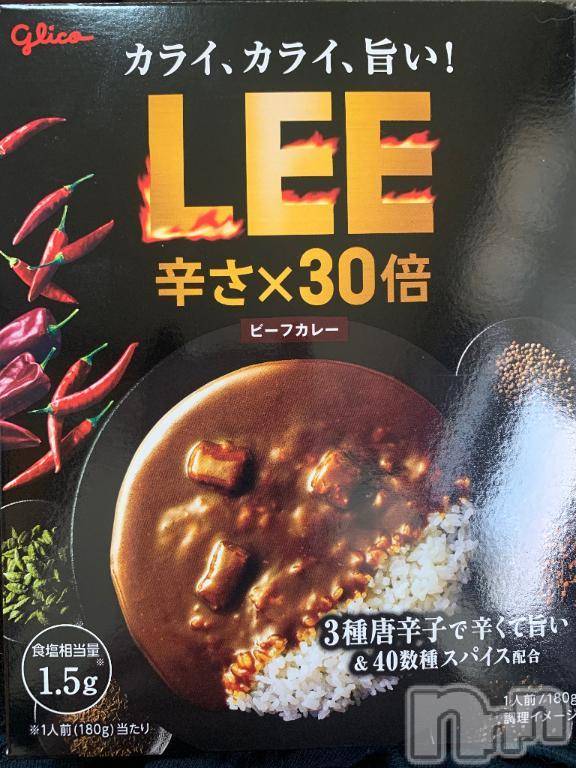 glico
カライ、カライ、旨い！
LEE
辛さ×30倍
ビーフカレー
3種唐辛子で辛くて旨い
&40数種スパイス配合
食塩相当量※
1.5g
※1人前(180g)当たり
1人前/180g
調理イメージ